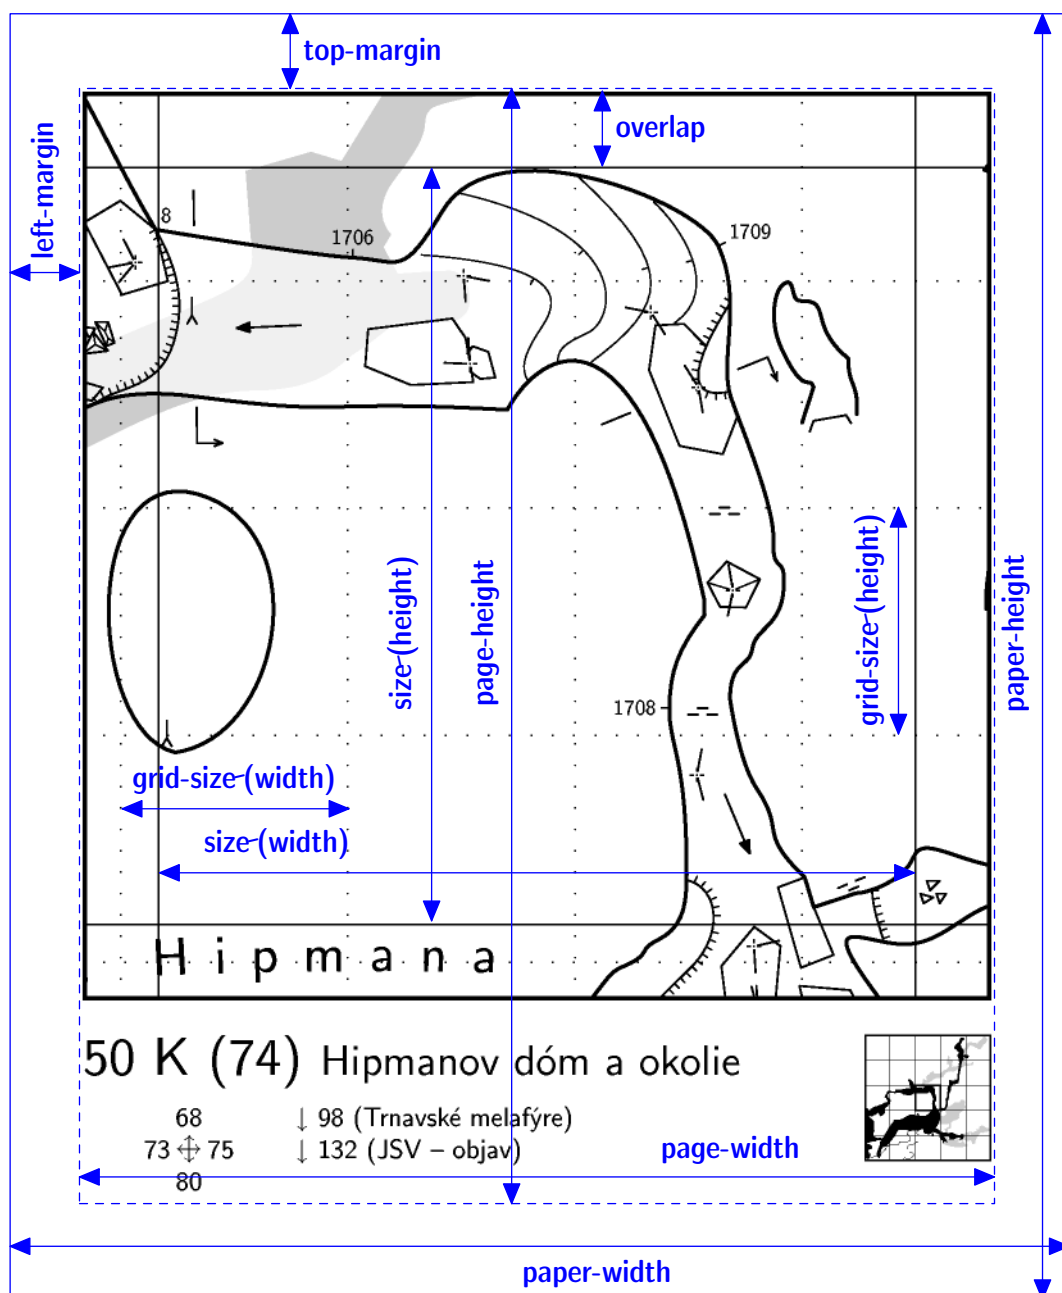 top-margin
overlap
left-margin
8
1706
1709
size (height)
page-height
grid-size (height)
paper-height
1708
grid-size (width)
size (width)
Hipmana
50 K (74) Hipmanov dóm a okolie
68 ↓ 98 (Trnavské melafýre)
73 75 ↓ 132 (JSV – objav)
80
page-width
paper-width